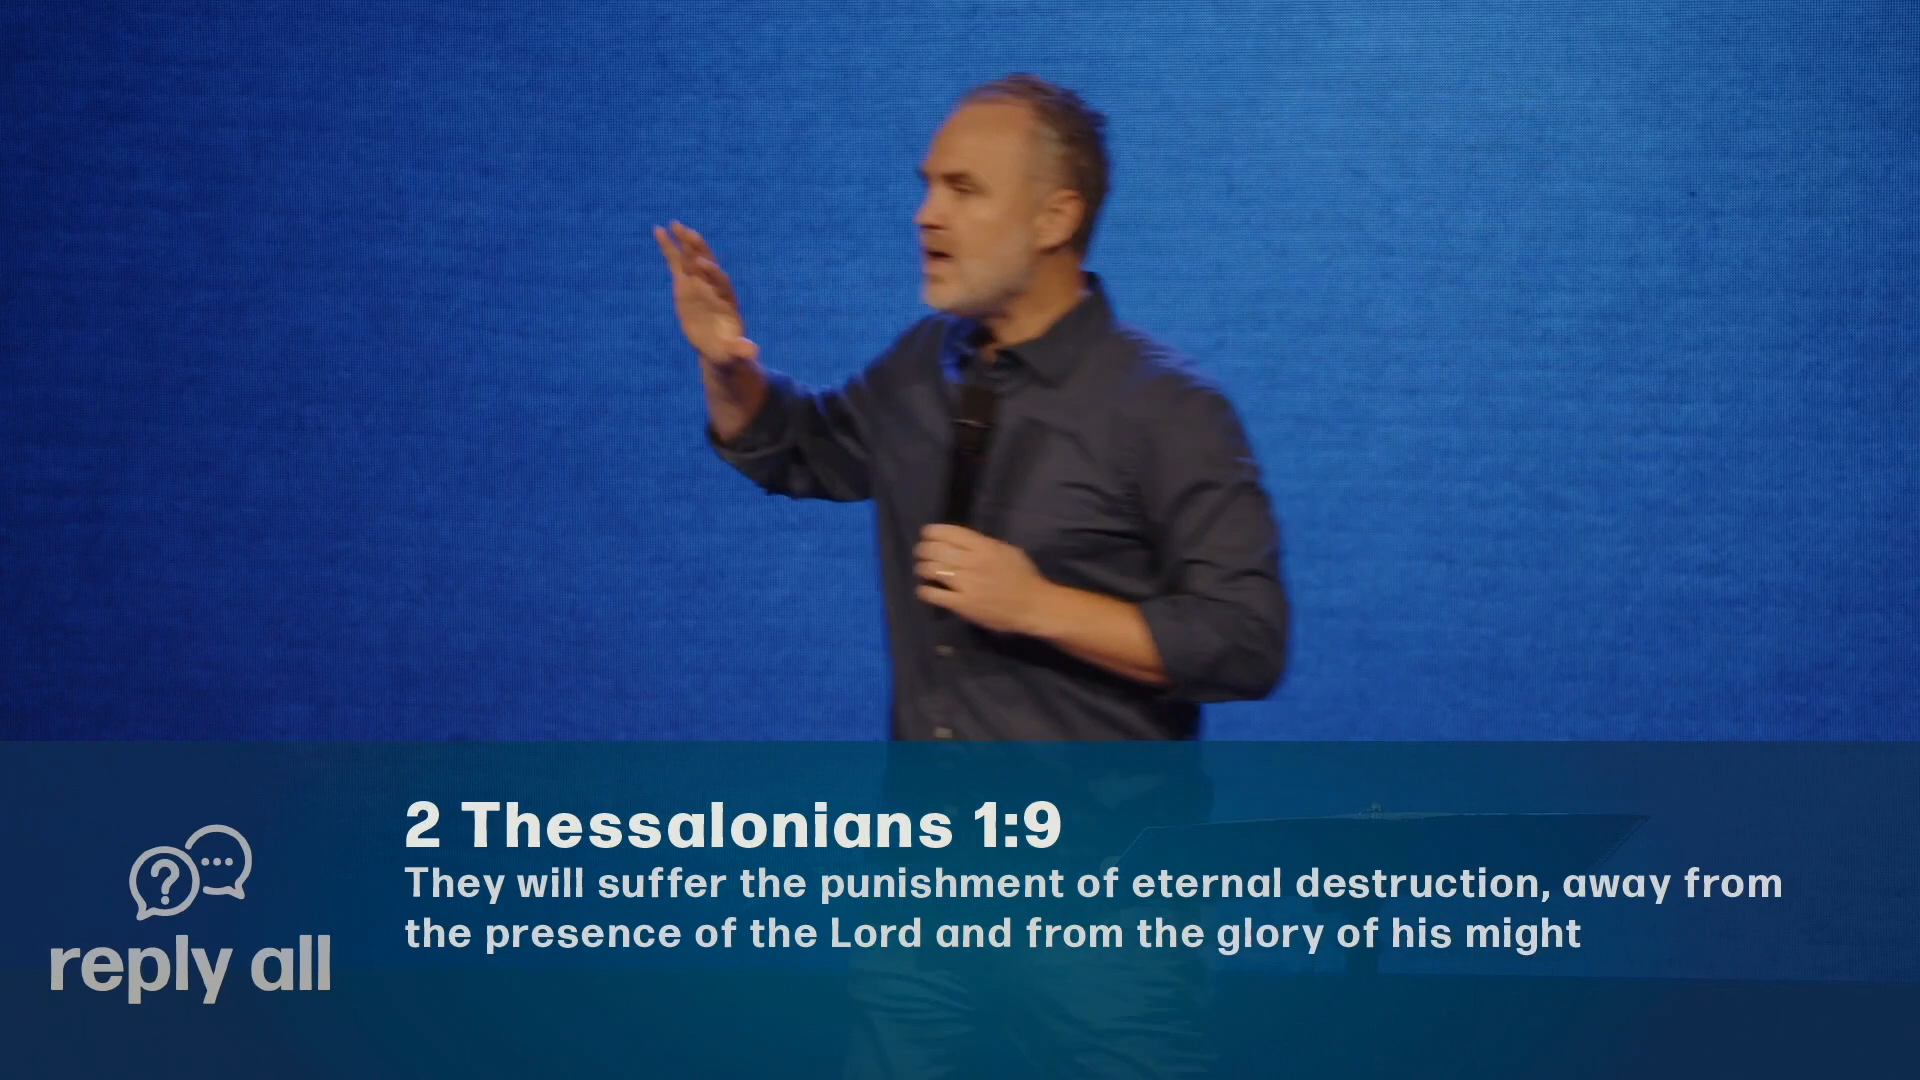 2 Thessalonians 1:9
They will suffer the punishment of eternal destruction, away from
the presence of the Lord and from the glory of his might
?
reply all